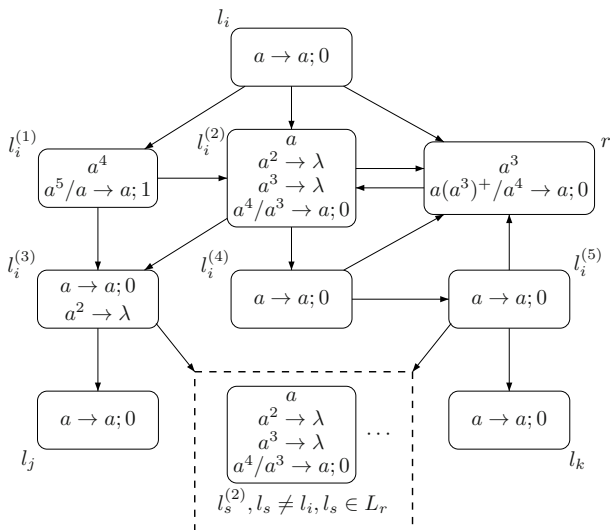 l_i
a → a; 0
l_i^{(1)}
a^4
a^5/a → a; 1
l_i^{(2)}
a
a^2 → λ
a^3 → λ
a^4/a^3 → a; 0
r
a^3
a(a^3)^+/a^4 → a; 0
l_i^{(3)}
a → a; 0
a^2 → λ
l_i^{(4)}
a → a; 0
l_i^{(5)}
a → a; 0
a → a; 0
l_j
a
a^2 → λ
a^3 → λ
a^4/a^3 → a; 0
...
l_s^{(2)}, l_s ≠ l_i, l_s ∈ L_r
a → a; 0
l_k